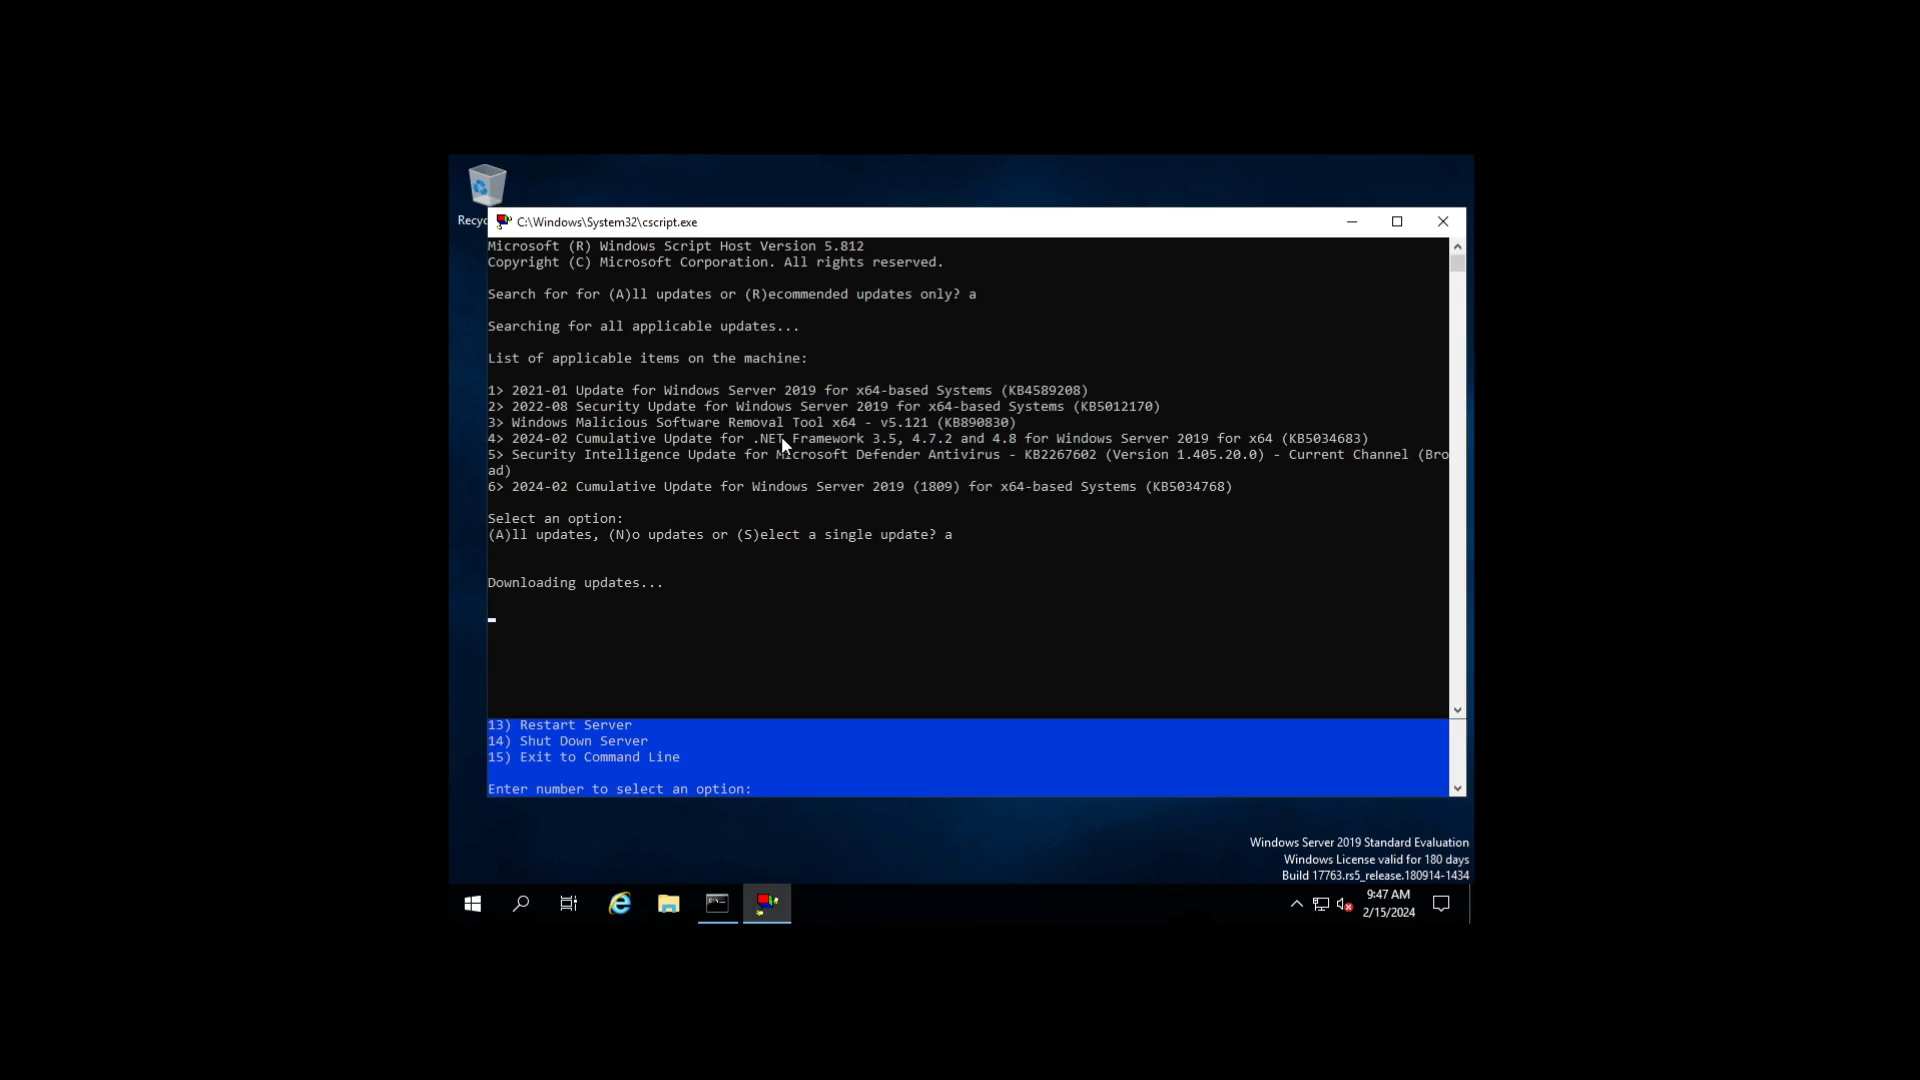 Recyc
C:\Windows\System32\cscript.exe
Microsoft (R) Windows Script Host Version 5.812
Copyright (C) Microsoft Corporation. All rights reserved.
Search for for (A)ll updates or (R)ecommended updates only? a
Searching for all applicable updates...
List of applicable items on the machine:
1> 2021-01 Update for Windows Server 2019 for x64-based Systems (KB4589208)
2> 2022-08 Security Update for Windows Server 2019 for x64-based Systems (KB5012170)
3> Windows Malicious Software Removal Tool x64 - v5.121 (KB890830)
4> 2024-02 Cumulative Update for .NET Framework 3.5, 4.7.2 and 4.8 for Windows Server 2019 for x64 (KB5034683)
5> Security Intelligence Update for Microsoft Defender Antivirus - KB2267602 (Version 1.405.20.0) - Current Channel (Bro
ad)
6> 2024-02 Cumulative Update for Windows Server 2019 (1809) for x64-based Systems (KB5034768)
Select an option:
(A)ll updates, (N)o updates or (S)elect a single update? a
Downloading updates...
13) Restart Server
14) Shut Down Server
15) Exit to Command Line
Enter number to select an option:
Windows Server 2019 Standard Evaluation
Windows License valid for 180 days
Build 17763.rs5_release.180914-1434
9:47 AM
2/15/2024